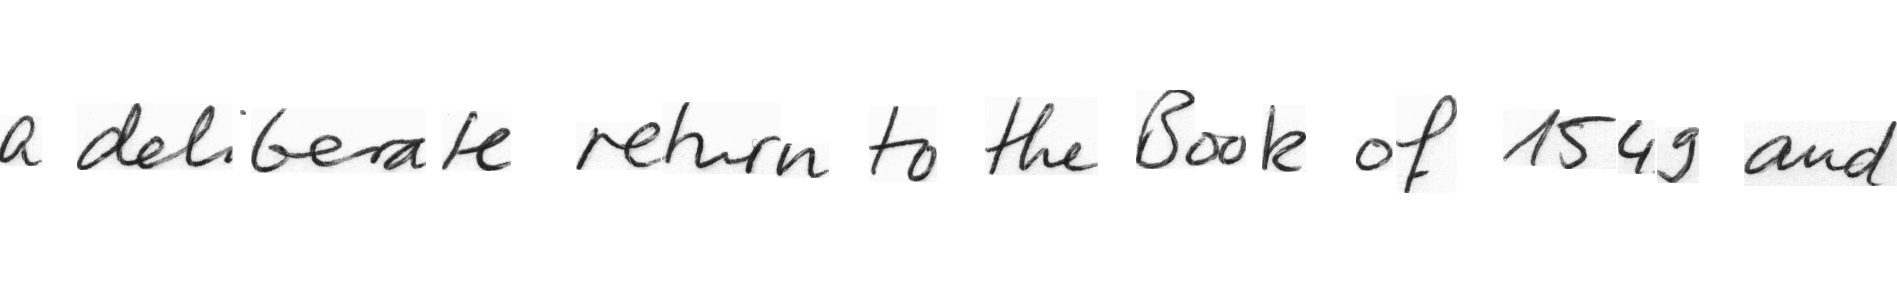 a deliberate return to the Book of 1549 and